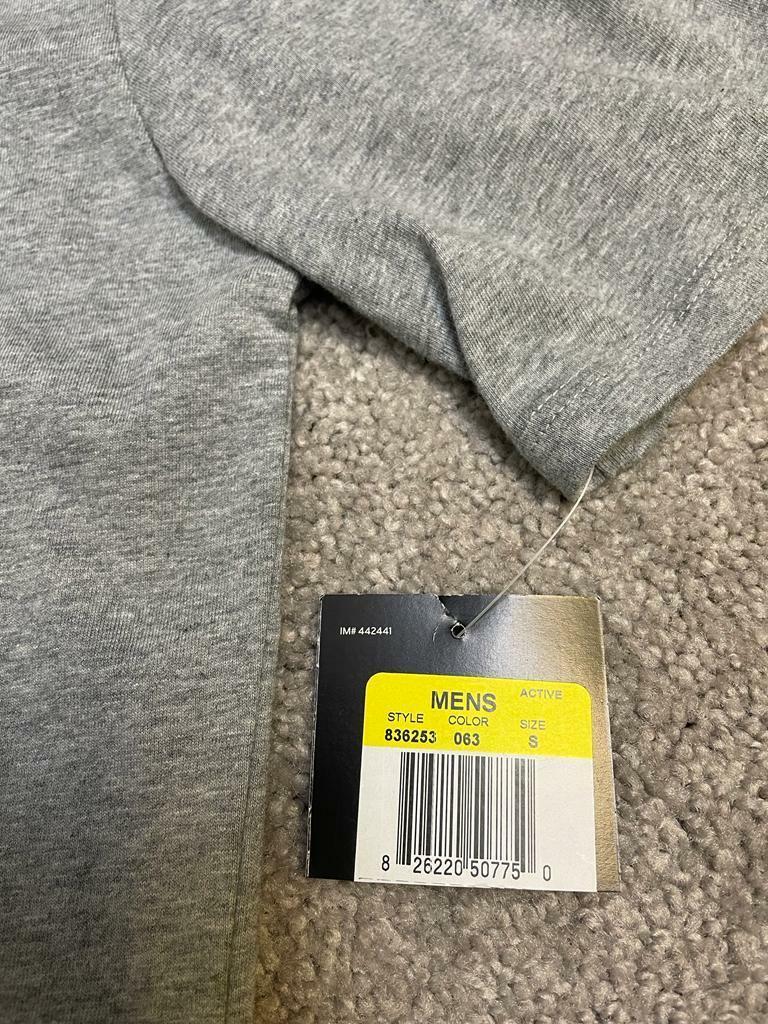 IM# 442441
MENS ACTIVE
STYLE COLOR SIZE
836253 063 S
8 26220 50775 0